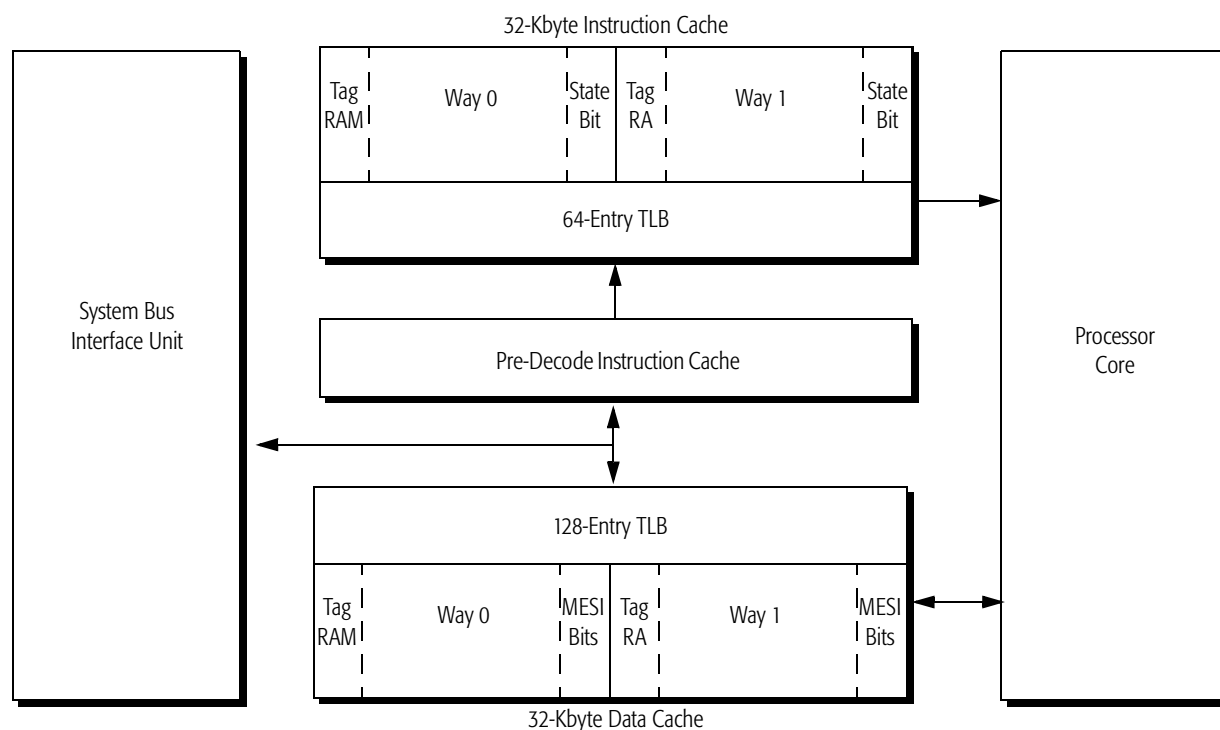 32-Kbyte Instruction Cache
Tag
RAM
Way 0
State
Bit
Tag
RA
Way 1
State
Bit
64-Entry TLB
System Bus
Interface Unit
Pre-Decode Instruction Cache
Processor
Core
128-Entry TLB
Tag
RAM
Way 0
MESI
Bits
Tag
RA
Way 1
MESI
Bits
32-Kbyte Data Cache